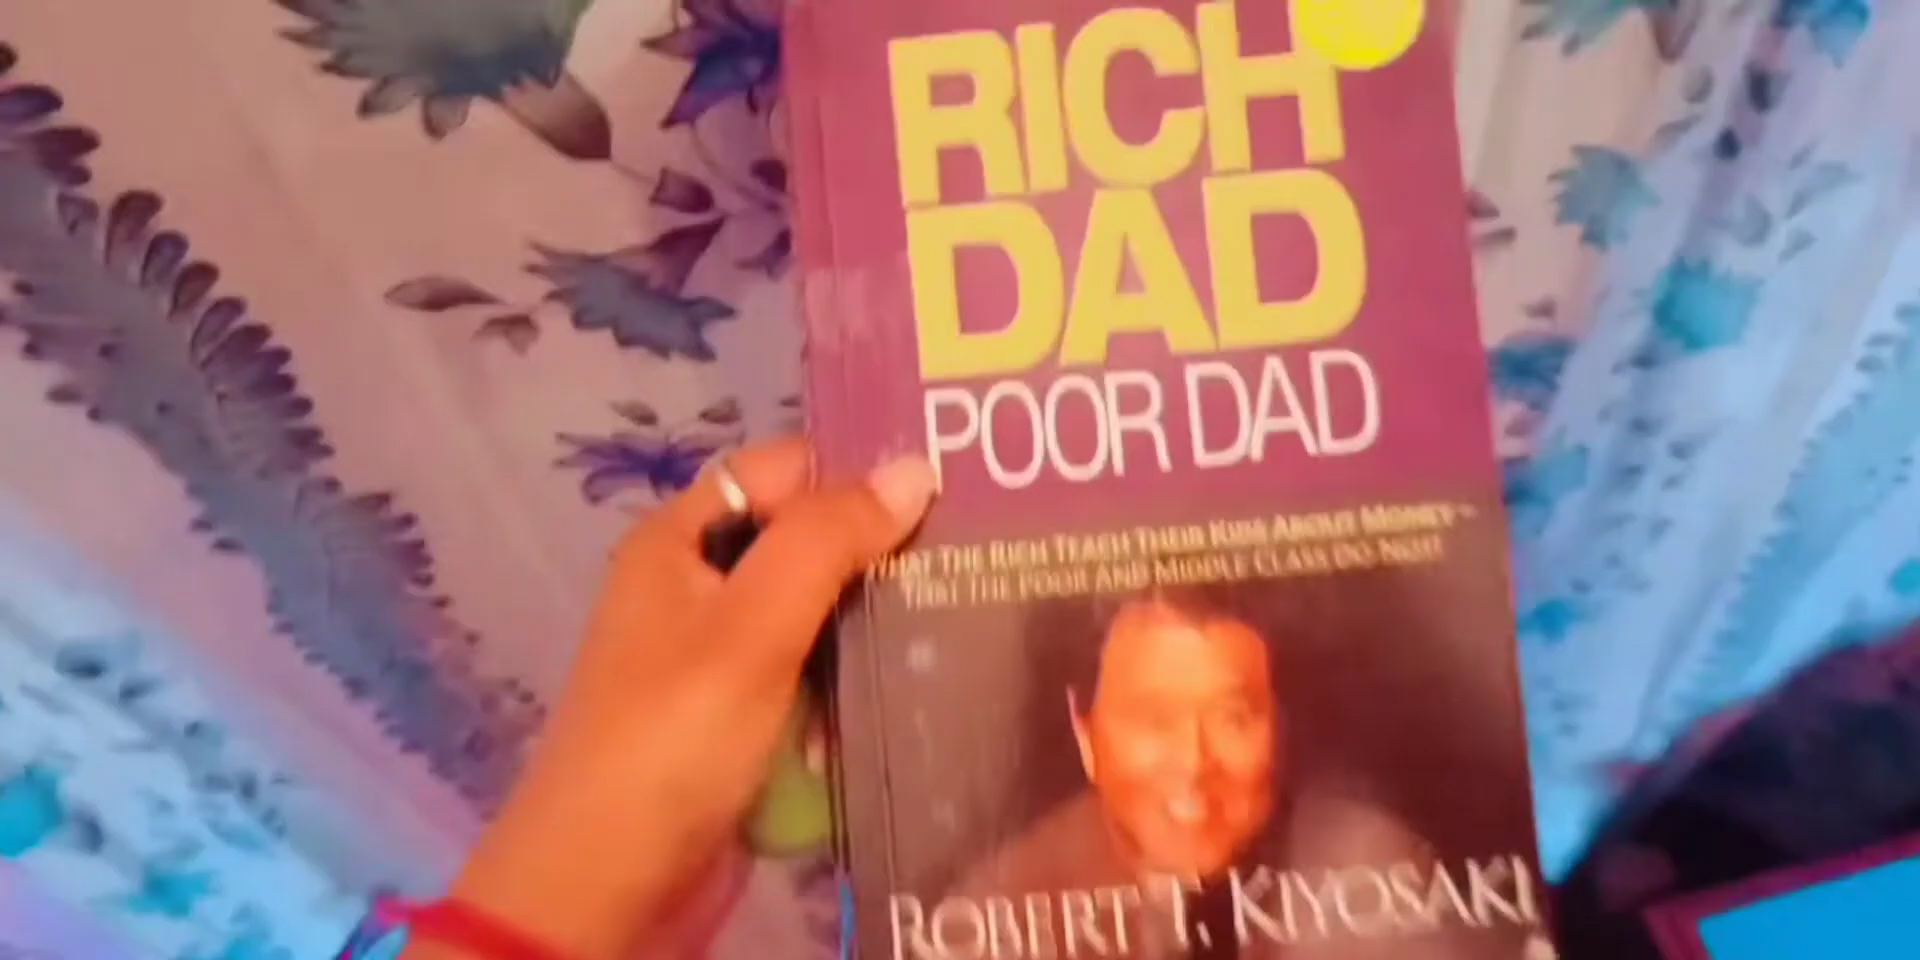 RICH
DAD
POOR DAD
WHAT THE RICH TEACH THEIR KIDS ABOUT MONEY~
THAT THE POOR AND MIDDLE CLASS DO NOT!
ROBERT T. KIYOSAKI